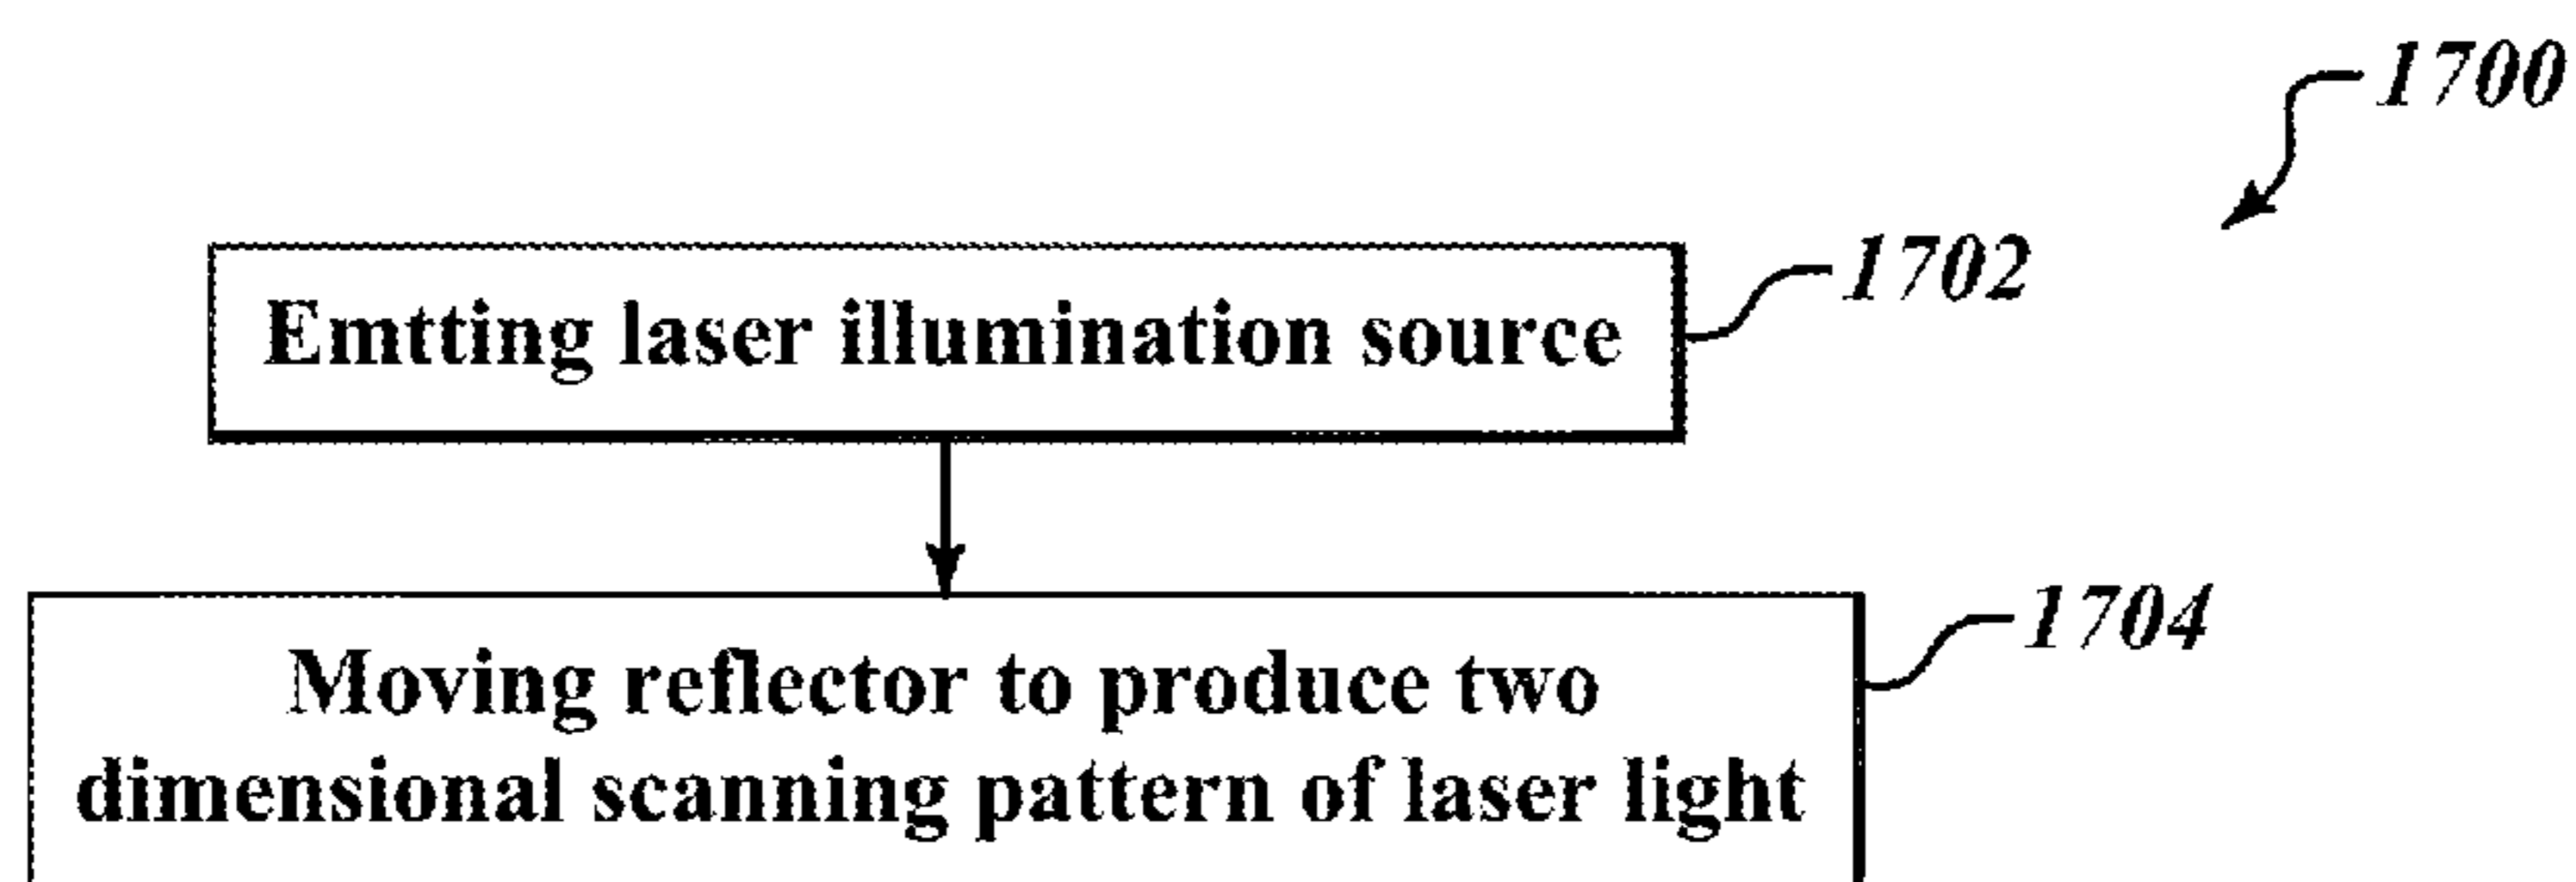 1700
1702
Emtting laser illumination source
1704
Moving reflector to produce two
dimensional scanning pattern of laser light